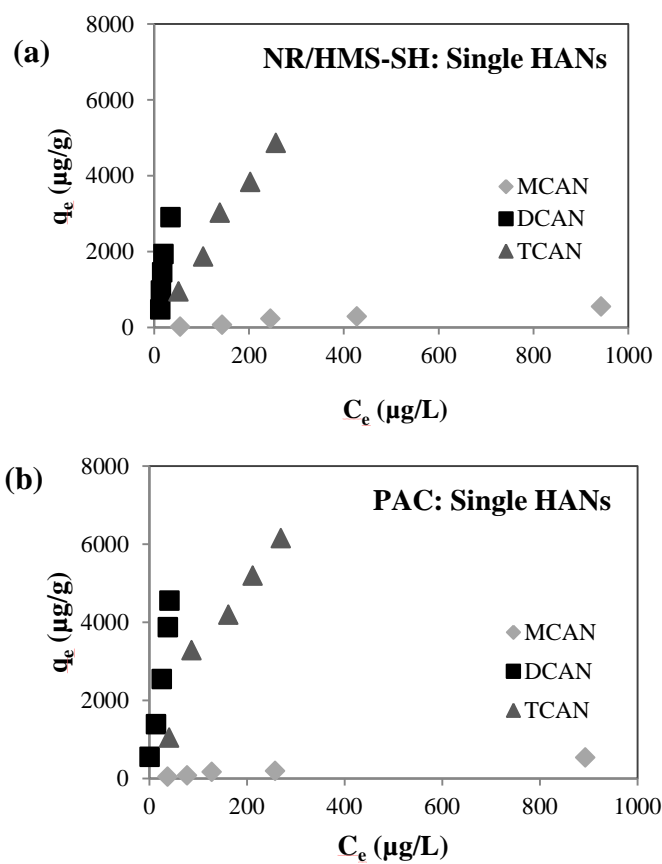 (a)
8000
6000
4000
2000
0
qe (µg/g)
NR/HMS-SH: Single HANs
MCAN
DCAN
TCAN
0 200 400 600 800 1000
Ce (µg/L)
(b)
8000
6000
4000
2000
0
qe (µg/g)
PAC: Single HANs
MCAN
DCAN
TCAN
0 200 400 600 800 1000
Ce (µg/L)